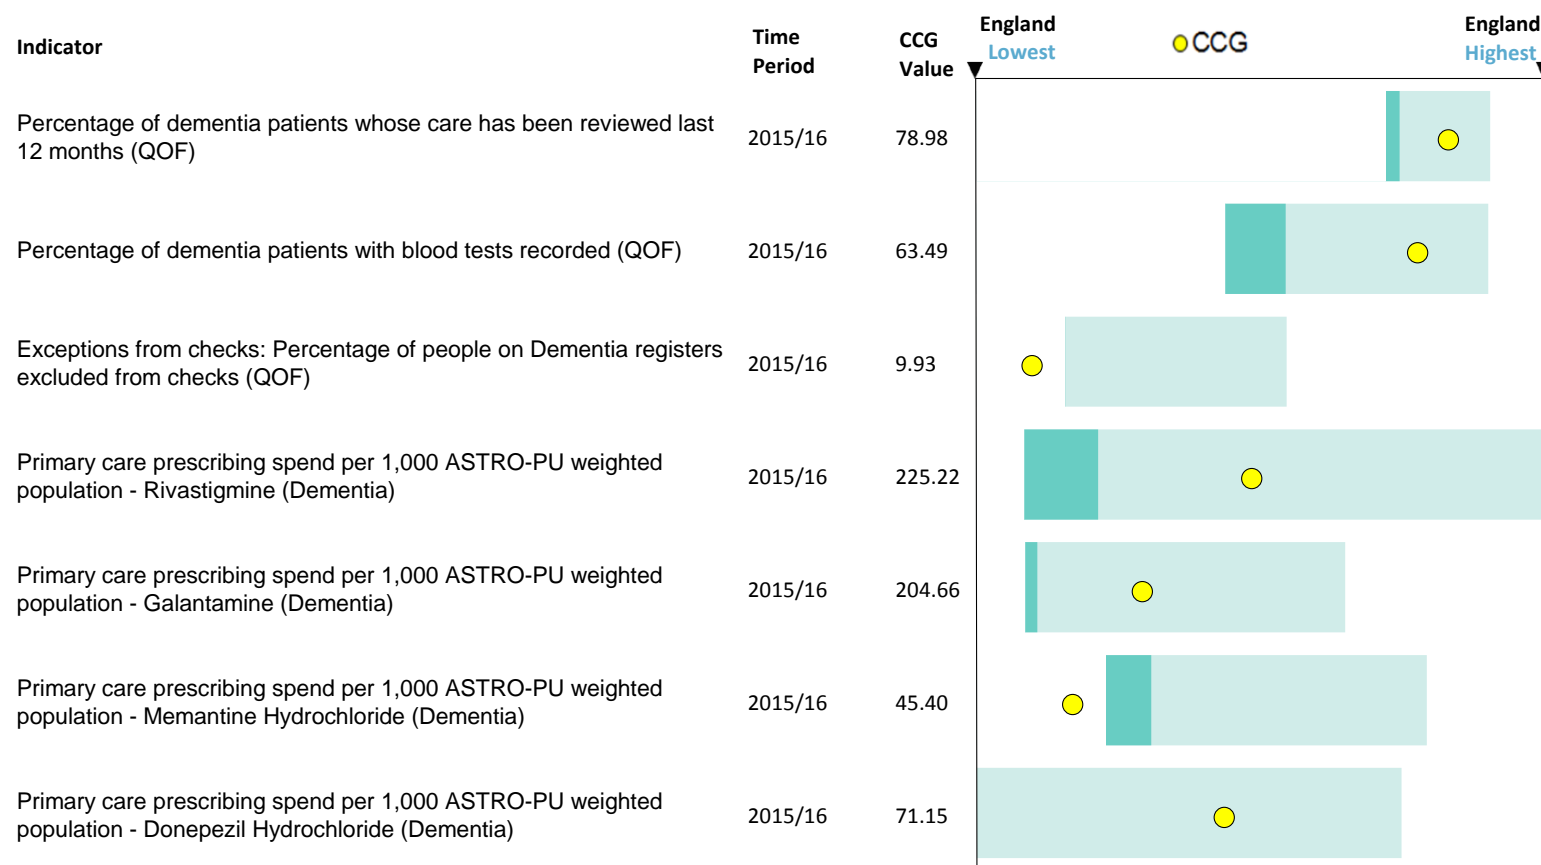 Indicator
Time
Period
CCG
Value
England
Lowest
CCG
England
Highest
Percentage of dementia patients whose care has been reviewed last
12 months (QOF)
2015/16
78.98
Percentage of dementia patients with blood tests recorded (QOF)
2015/16
63.49
Exceptions from checks: Percentage of people on Dementia registers
excluded from checks (QOF)
2015/16
9.93
Primary care prescribing spend per 1,000 ASTRO-PU weighted
population - Rivastigmine (Dementia)
2015/16
225.22
Primary care prescribing spend per 1,000 ASTRO-PU weighted
population - Galantamine (Dementia)
2015/16
204.66
Primary care prescribing spend per 1,000 ASTRO-PU weighted
population - Memantine Hydrochloride (Dementia)
2015/16
45.40
Primary care prescribing spend per 1,000 ASTRO-PU weighted
population - Donepezil Hydrochloride (Dementia)
2015/16
71.15